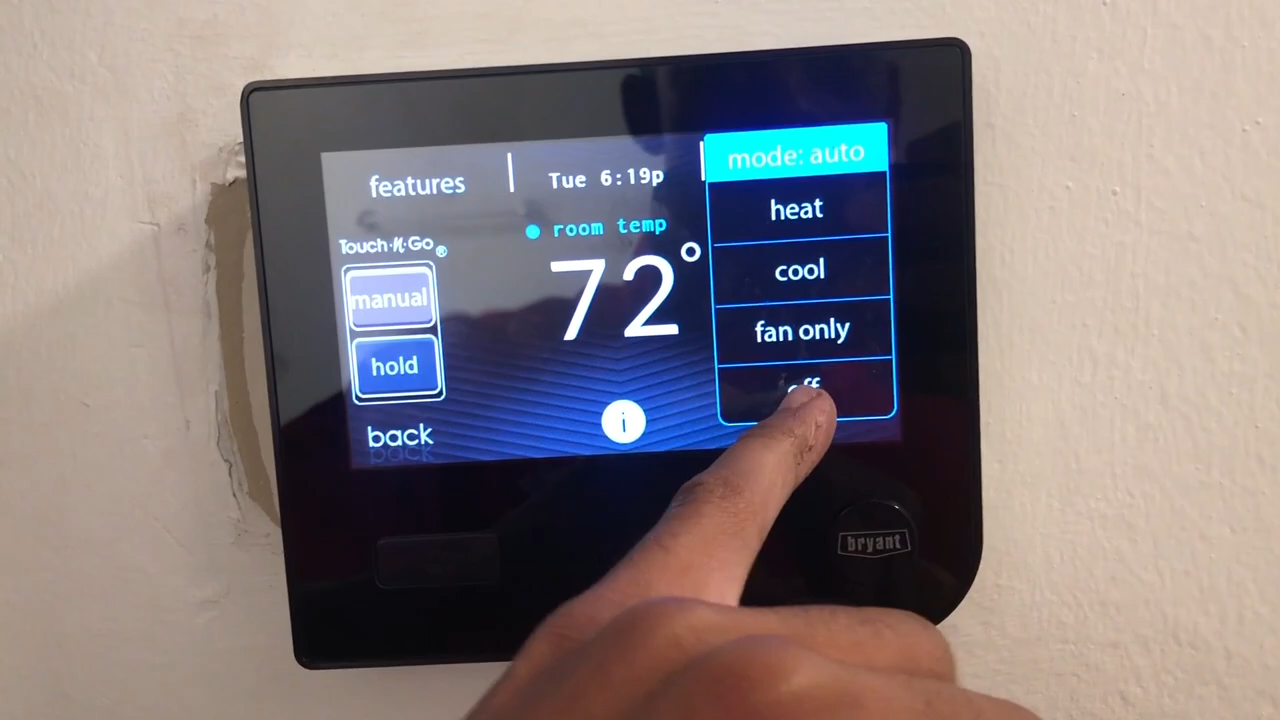 features
Tue 6:19p
mode: auto
room temp
72°
heat
cool
fan only
off
Touch·N·Go®
manual
hold
back
i
bryant